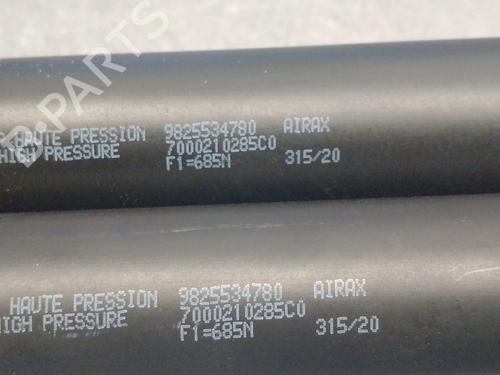 HAUTE PRESSION 9825534780 AIRAX
HIGH PRESSURE 7000210285C0
F1=685N 315/20
HAUTE PRESSION 9825534780 AIRAX
HIGH PRESSURE 7000210285C0
F1=685N 315/20